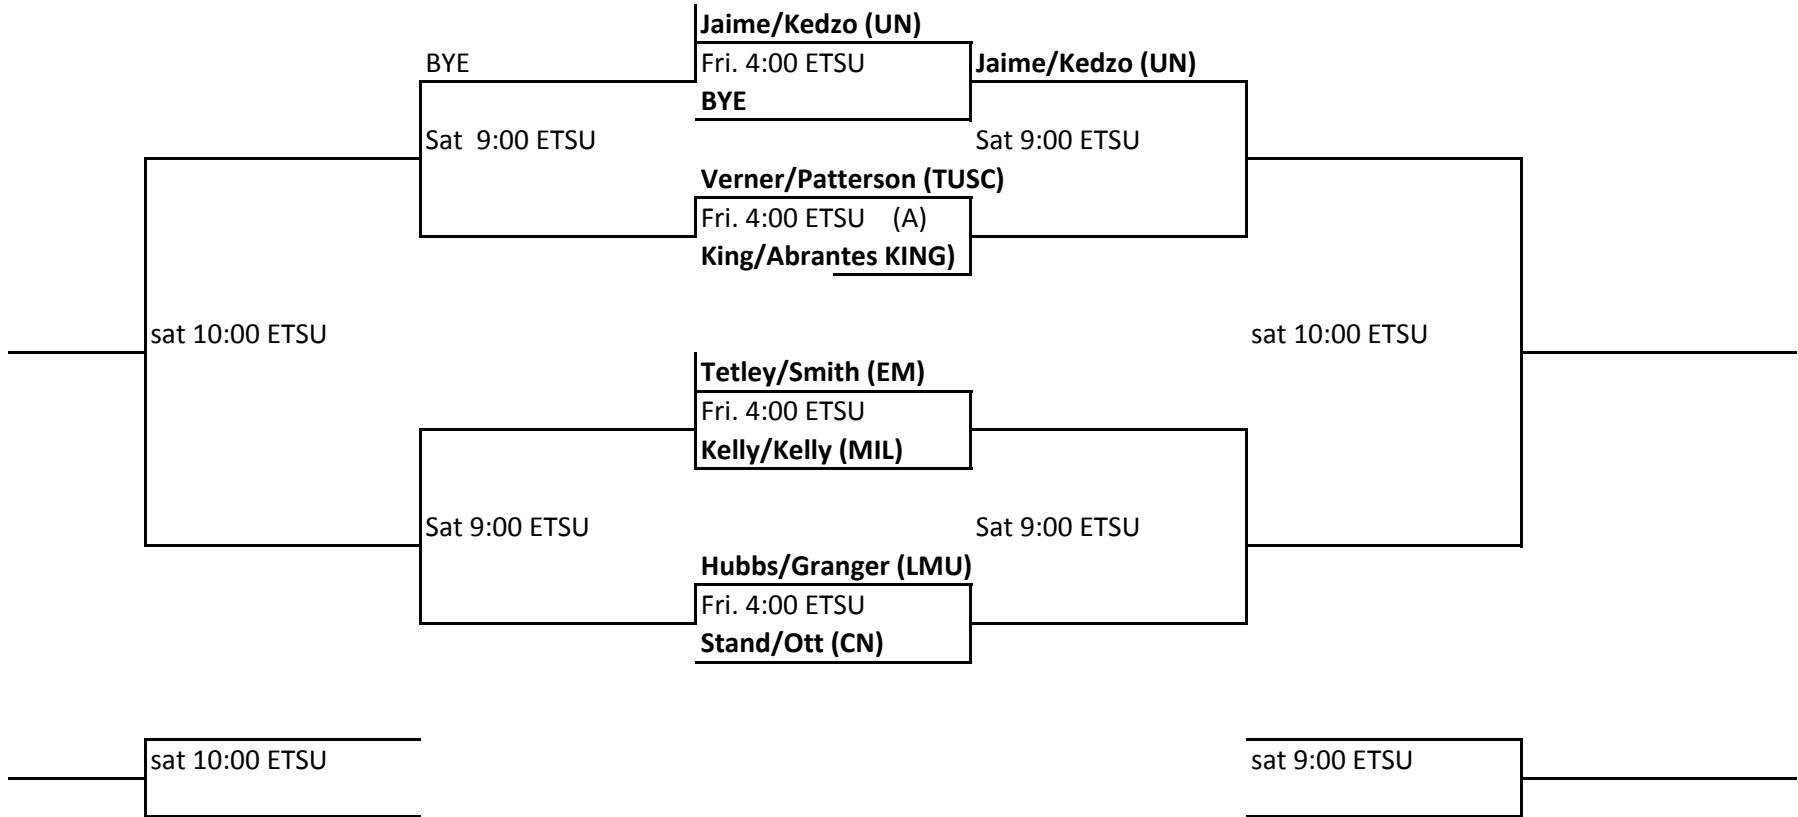 Jaime/Kedzo (UN)
BYE
Fri. 4:00 ETSU
Jaime/Kedzo (UN)
BYE
Sat  9:00 ETSU
Sat 9:00 ETSU
Verner/Patterson (TUSC)
Fri. 4:00 ETSU    (A)
King/Abrantes KING)
sat 10:00 ETSU
sat 10:00 ETSU
Tetley/Smith (EM)
Fri. 4:00 ETSU
Kelly/Kelly (MIL)
Sat 9:00 ETSU
Sat 9:00 ETSU
Hubbs/Granger (LMU)
Fri. 4:00 ETSU
Stand/Ott (CN)
sat 10:00 ETSU
sat 9:00 ETSU